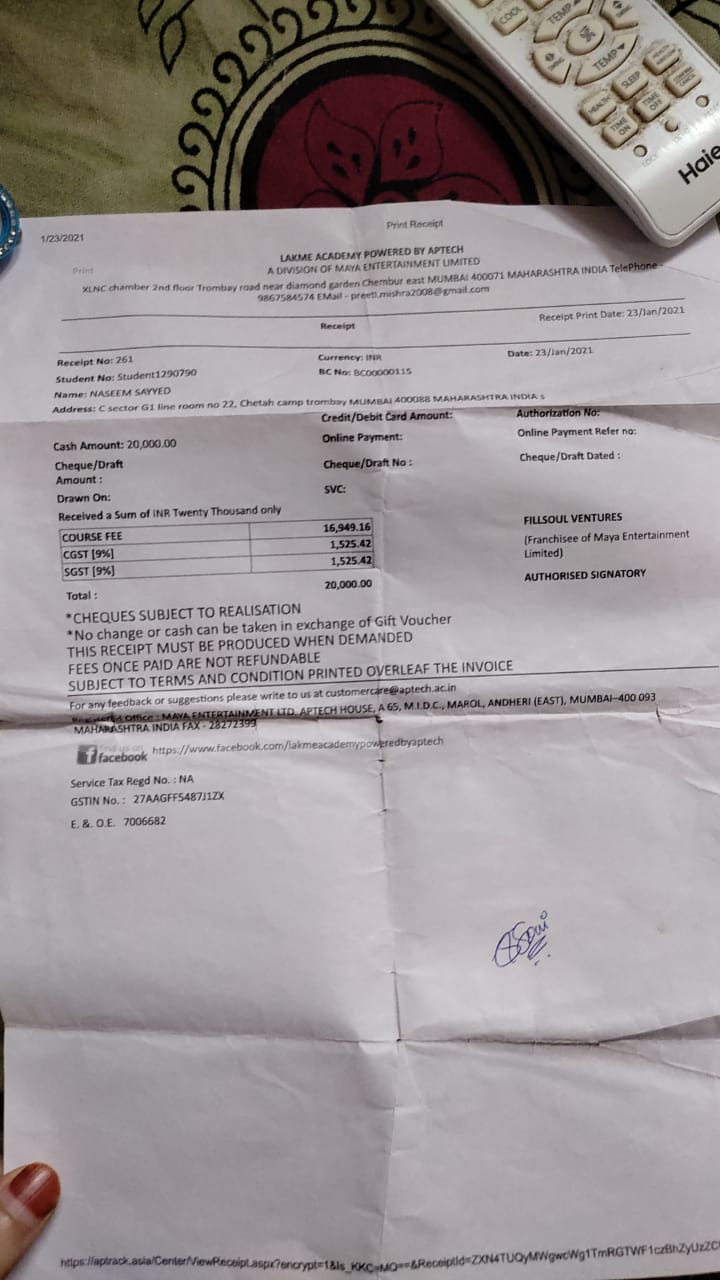 COOL
TEMP
TEMP
HEALTH
SLEEP
TIME ON
TIME OFF
Haie
1/23/2021
Print Receipt
Print
LAKME ACADEMY POWERED BY APTECH
A DIVISION OF MAYA ENTERTAINMENT LIMITED
XLNC chamber 2nd floor Trombay road near diamond garden Chembur east MUMBAI 400071 MAHARASHTRA INDIA TelePhone -
9867584574 EMail - preeti.mishra2008@gmail.com
Receipt
Receipt Print Date: 23/Jan/2021
Receipt No: 261 Currency: INR Date: 23/Jan/2021
Student No: Student1290790 BC No: BC00000115
Name: NASEEM SAYYED
Address: C sector G1 line room no 22, Chetah camp trombay MUMBAI 400088 MAHARASHTRA INDIA s
Cash Amount: 20,000.00 Credit/Debit Card Amount: Authorization No:
Online Payment: Online Payment Refer no:
Cheque/Draft Amount : Cheque/Draft No : Cheque/Draft Dated :
Drawn On: SVC:
Received a Sum of INR Twenty Thousand only
COURSE FEE 16,949.16
CGST [9%] 1,525.42
SGST [9%] 1,525.42
Total : 20,000.00
FILLSOUL VENTURES
(Franchisee of Maya Entertainment
Limited)
AUTHORISED SIGNATORY
*CHEQUES SUBJECT TO REALISATION
*No change or cash can be taken in exchange of Gift Voucher
THIS RECEIPT MUST BE PRODUCED WHEN DEMANDED
FEES ONCE PAID ARE NOT REFUNDABLE
SUBJECT TO TERMS AND CONDITION PRINTED OVERLEAF THE INVOICE
For any feedback or suggestions please write to us at customercare@aptech.ac.in
Registered Office : MAYA ENTERTAINMENT LTD. APTECH HOUSE, A 65, M.I.D.C., MAROL, ANDHERI (EAST), MUMBAI-400 093
MAHARASHTRA INDIA FAX - 28272399
find us on
facebook https://www.facebook.com/lakmeacademypoweredbyaptech
Service Tax Regd No. : NA
GSTIN No. : 27AAGFF5487J1ZX
E. &. O.E. 7006682
https://aptrack.asia/Center/ViewReceipt.aspx?encrypt=1&Is_KKC=MQ==&ReceiptId=ZXN4TUQyMWgwcWg1TmRGTWF1czBhZyUzZC